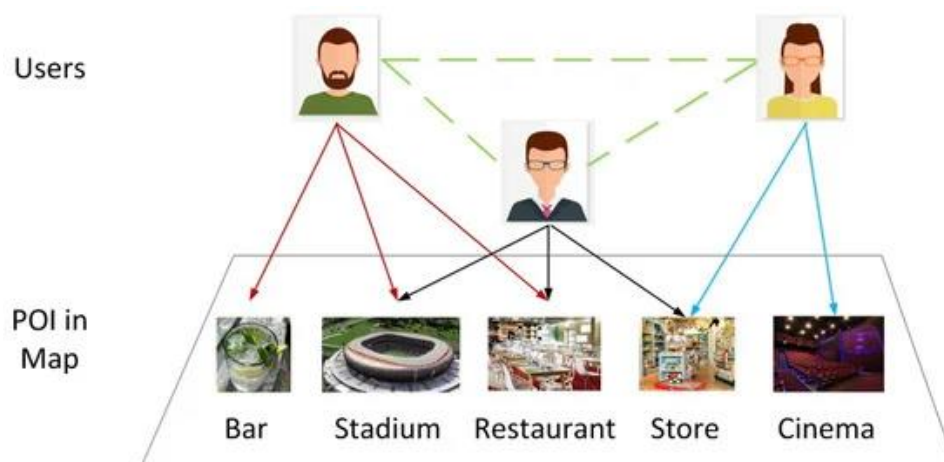 Users
POI in
Map
Bar
Stadium
Restaurant
Store
Cinema